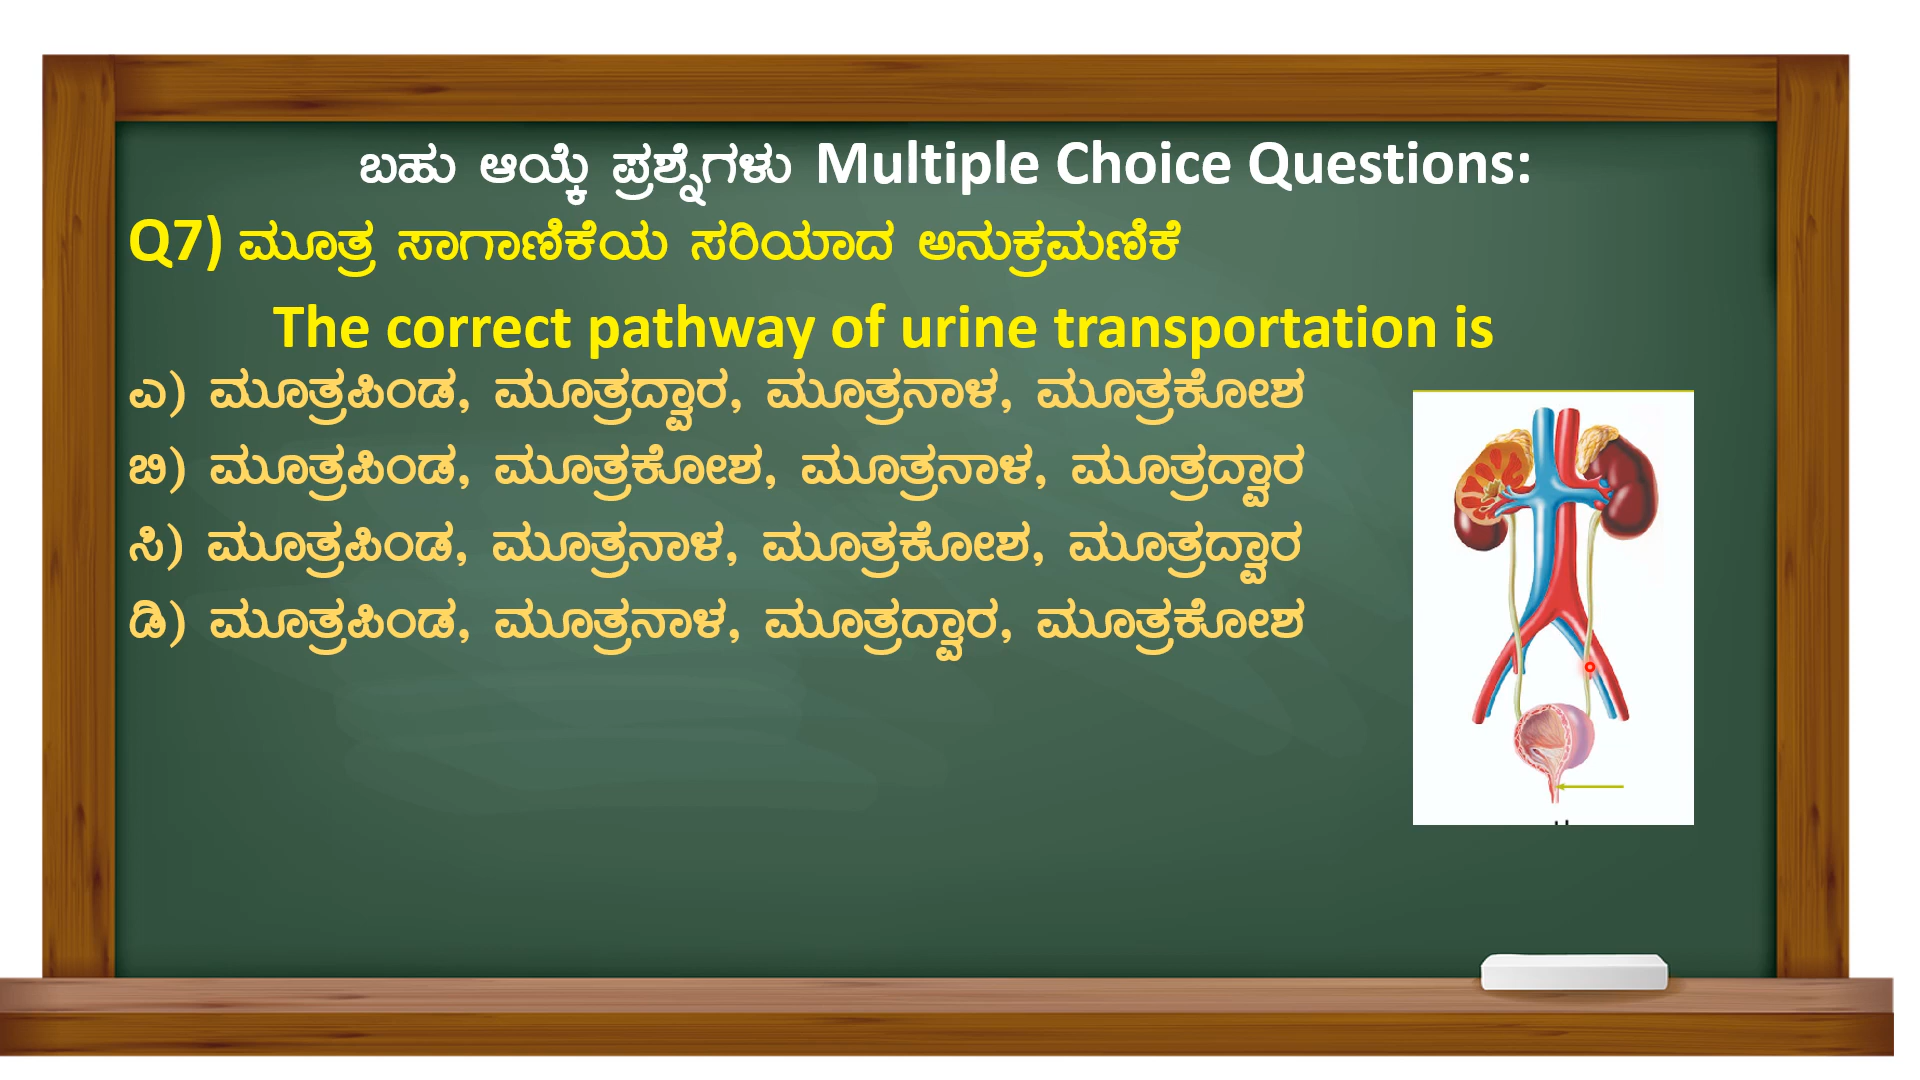 ಬಹು ಆಯ್ಕೆ ಪ್ರಶ್ನೆಗಳು Multiple Choice Questions:
Q7) ಮೂತ್ರ ಸಾಗಾಣಿಕೆಯ ಸರಿಯಾದ ಅನುಕ್ರಮಣಿಕೆ
The correct pathway of urine transportation is
ಎ) ಮೂತ್ರಪಿಂಡ, ಮೂತ್ರದ್ವಾರ, ಮೂತ್ರನಾಳ, ಮೂತ್ರಕೋಶ
ಬಿ) ಮೂತ್ರಪಿಂಡ, ಮೂತ್ರಕೋಶ, ಮೂತ್ರನಾಳ, ಮೂತ್ರದ್ವಾರ
ಸಿ) ಮೂತ್ರಪಿಂಡ, ಮೂತ್ರನಾಳ, ಮೂತ್ರಕೋಶ, ಮೂತ್ರದ್ವಾರ
ಡಿ) ಮೂತ್ರಪಿಂಡ, ಮೂತ್ರನಾಳ, ಮೂತ್ರದ್ವಾರ, ಮೂತ್ರಕೋಶ